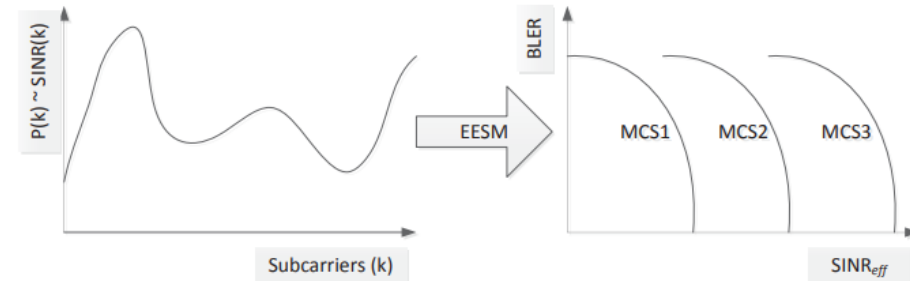 P(k) ~ SINR(k)
Subcarriers (k)
EESM
BLER
MCS1
MCS2
MCS3
SINReff